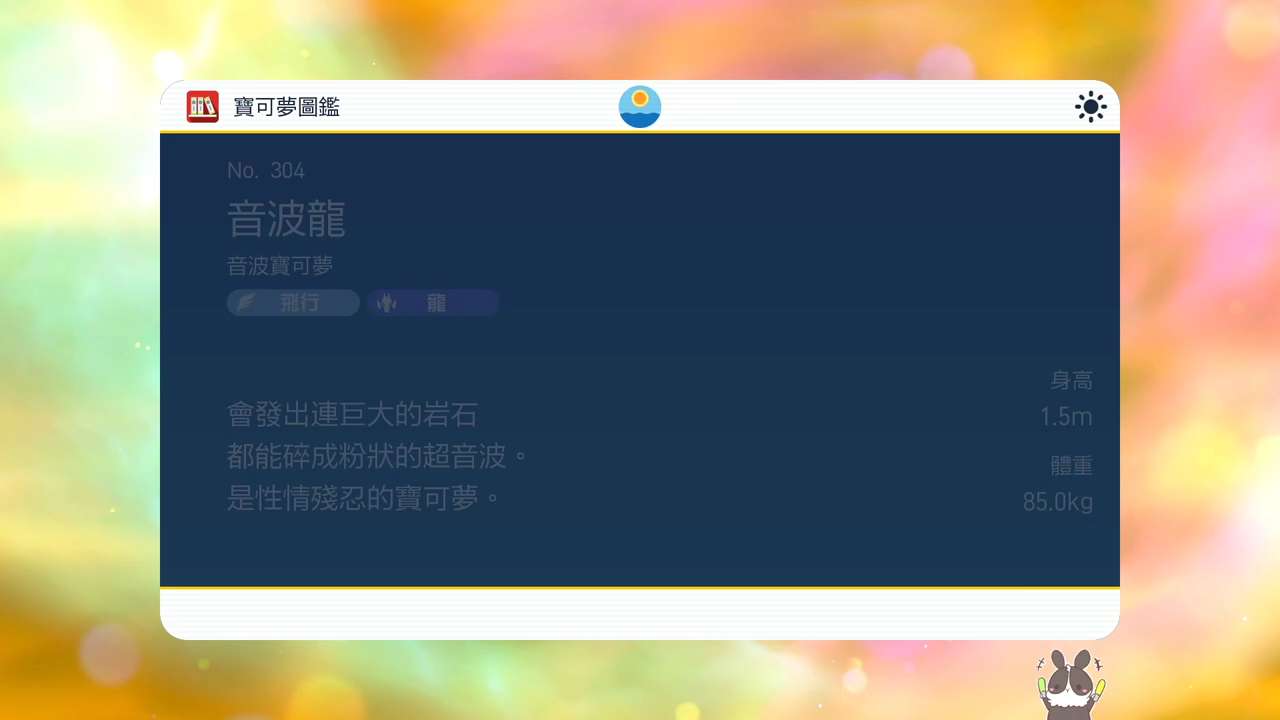 寶可夢圖鑑
No. 304
音波龍
音波寶可夢
飛行 龍
會發出連巨大的岩石
都能碎成粉狀的超音波。
是性情殘忍的寶可夢。
身高
1.5m
體重
85.0kg